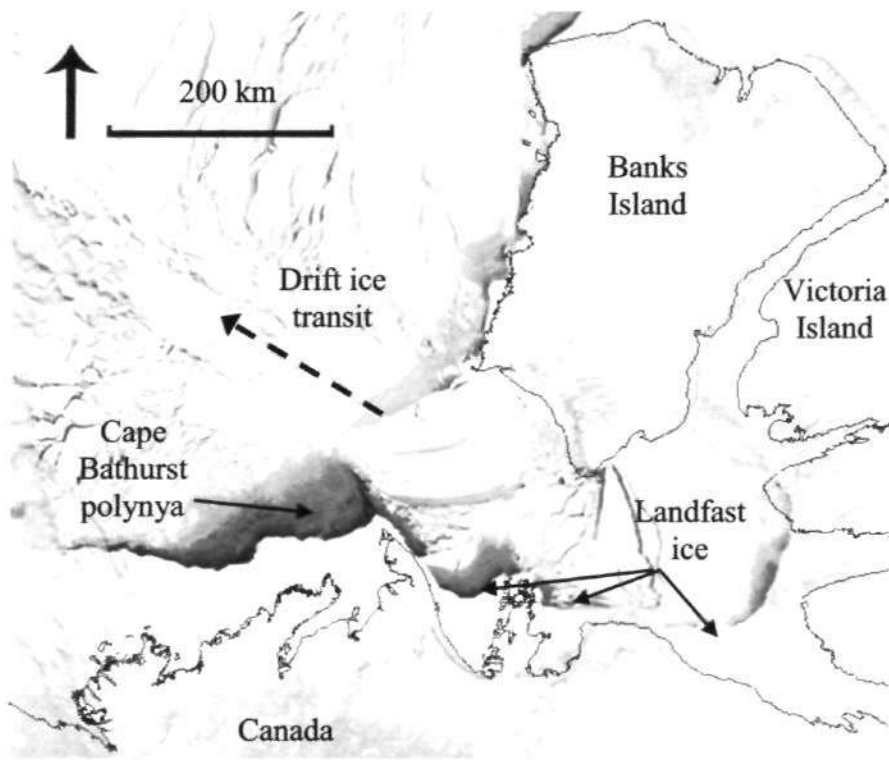 200 km
Banks
Island
Drift ice
transit
Victoria
Island
Cape
Bathurst
polynya
Landfast
ice
Canada